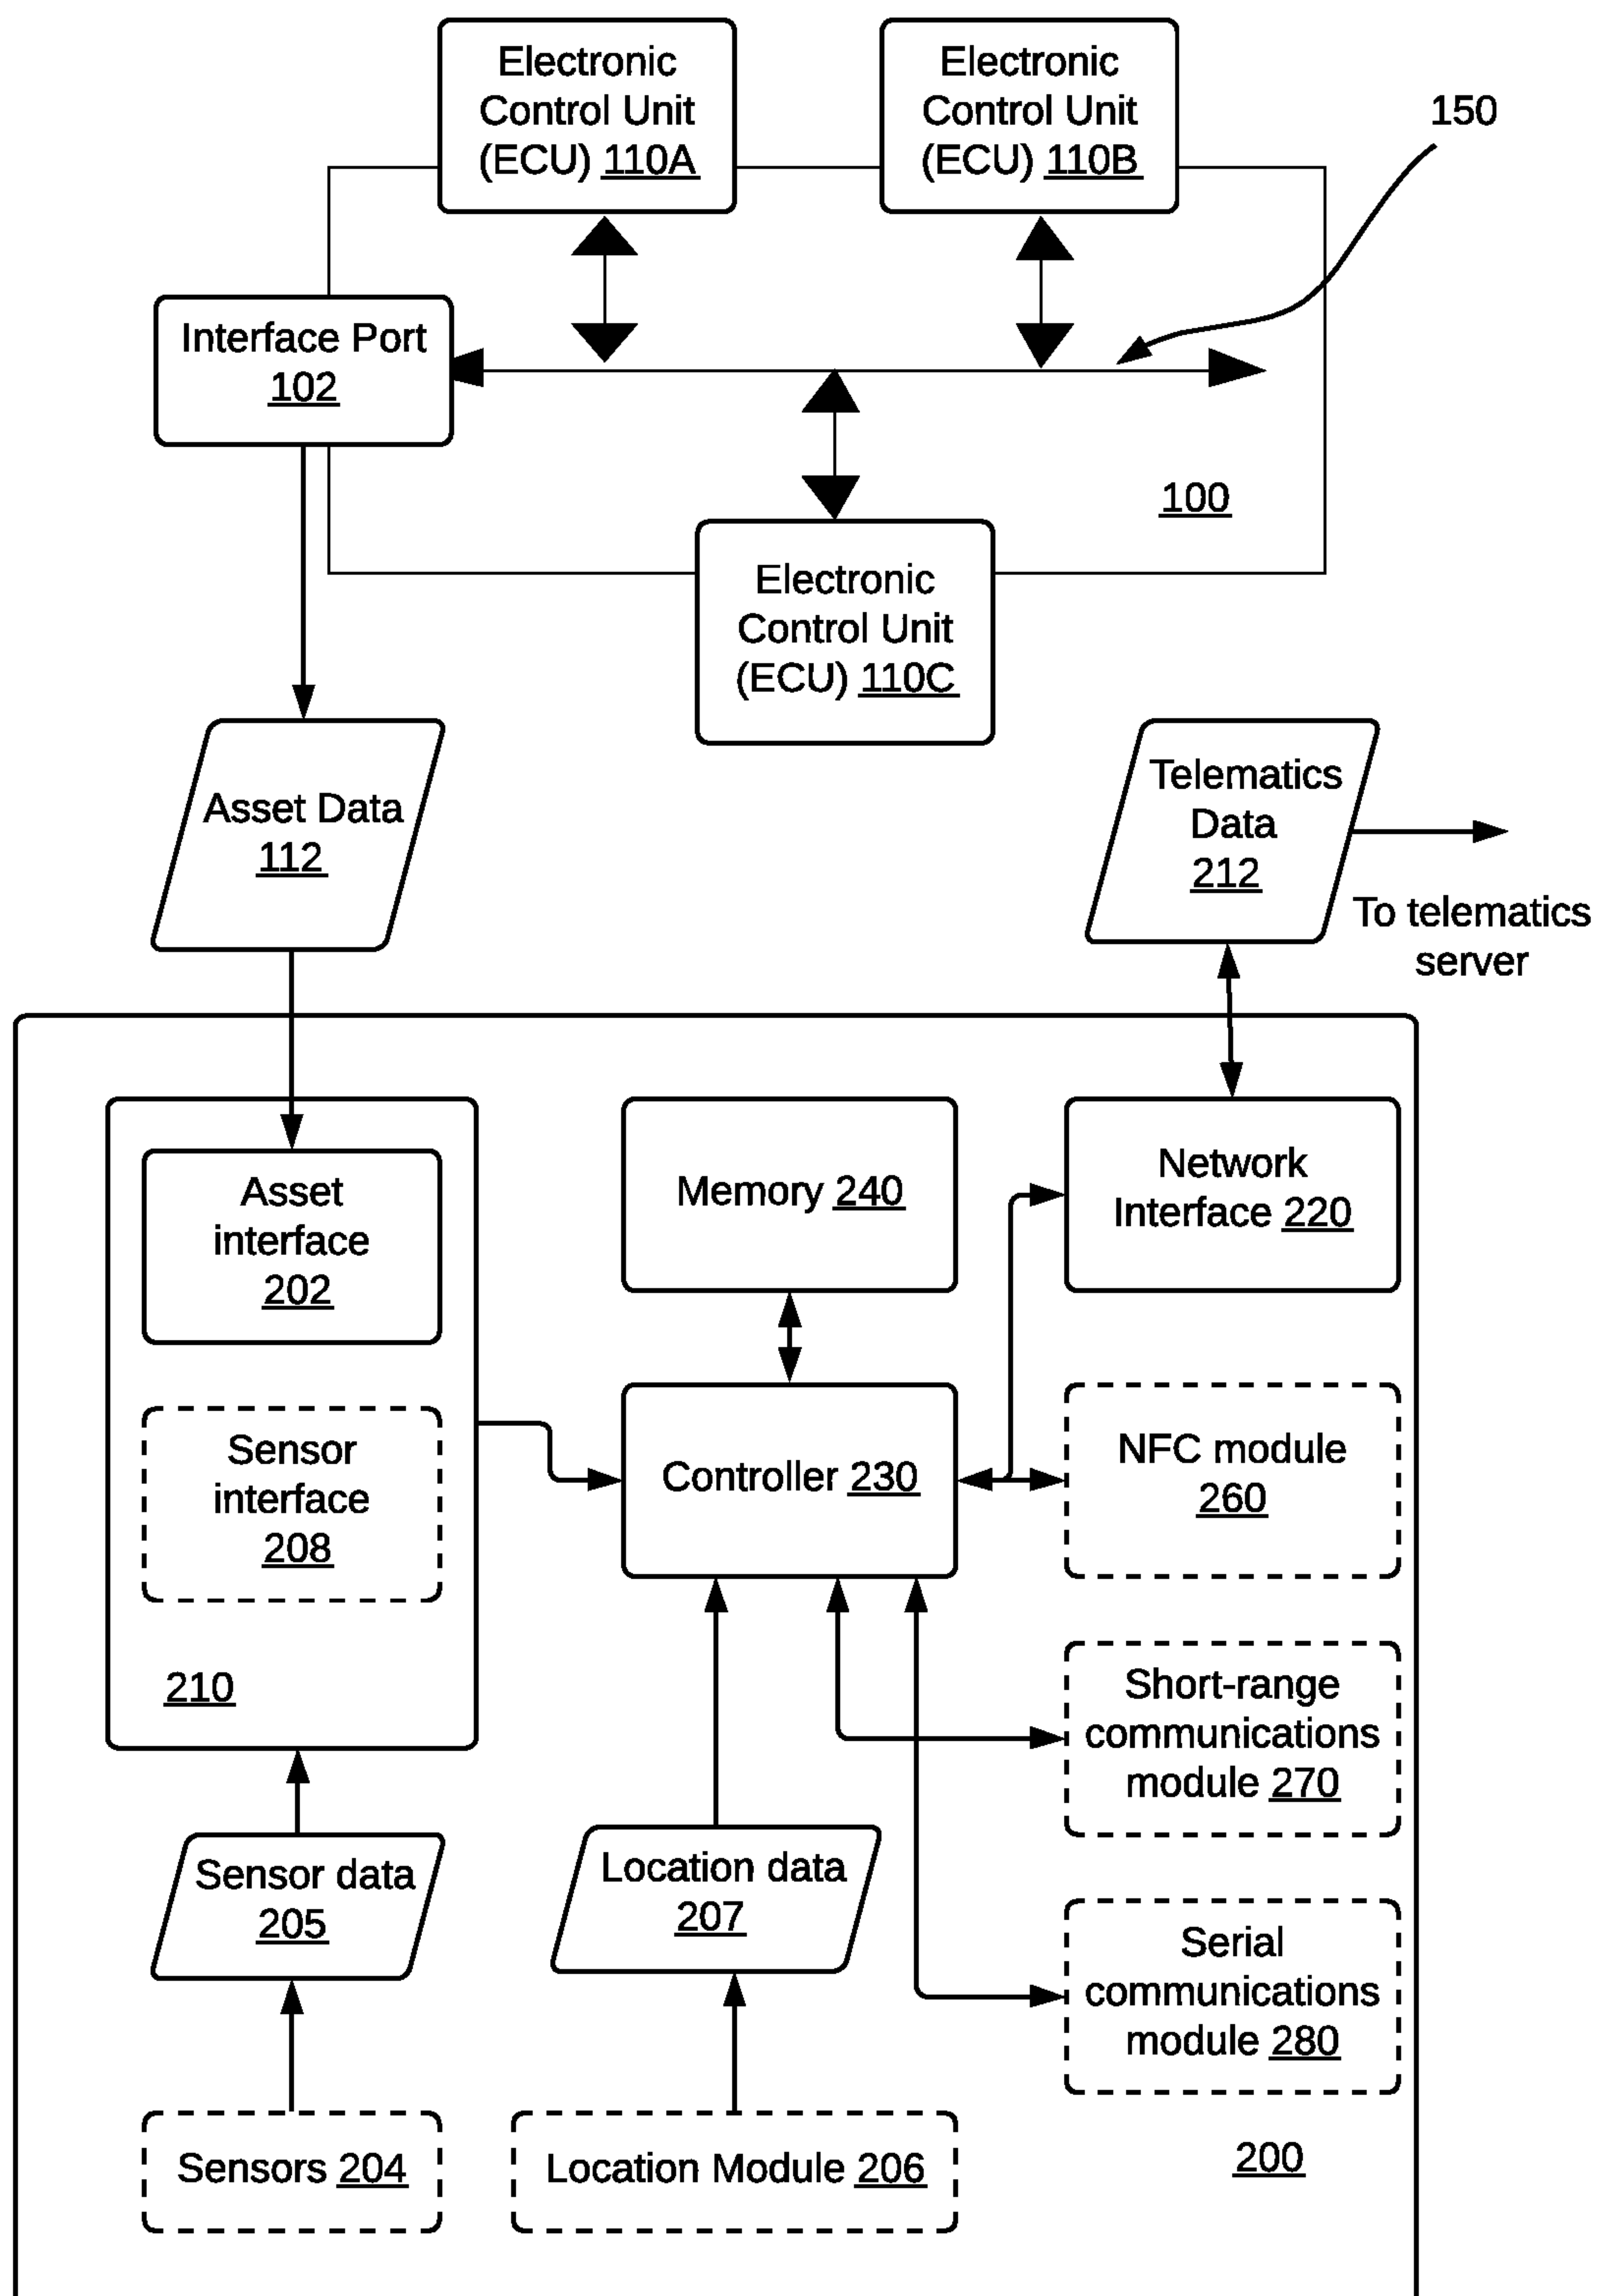 Electronic
Control Unit
(ECU) 110A
Electronic
Control Unit
(ECU) 110B
150
Interface Port
102
100
Electronic
Control Unit
(ECU) 110C
Asset Data
112
Telematics
Data
212
To telematics
server
Asset
interface
202
Memory 240
Network
Interface 220
Sensor
interface
208
Controller 230
NFC module
260
210
Short-range
communications
module 270
Sensor data
205
Location data
207
Serial
communications
module 280
Sensors 204
Location Module 206
200